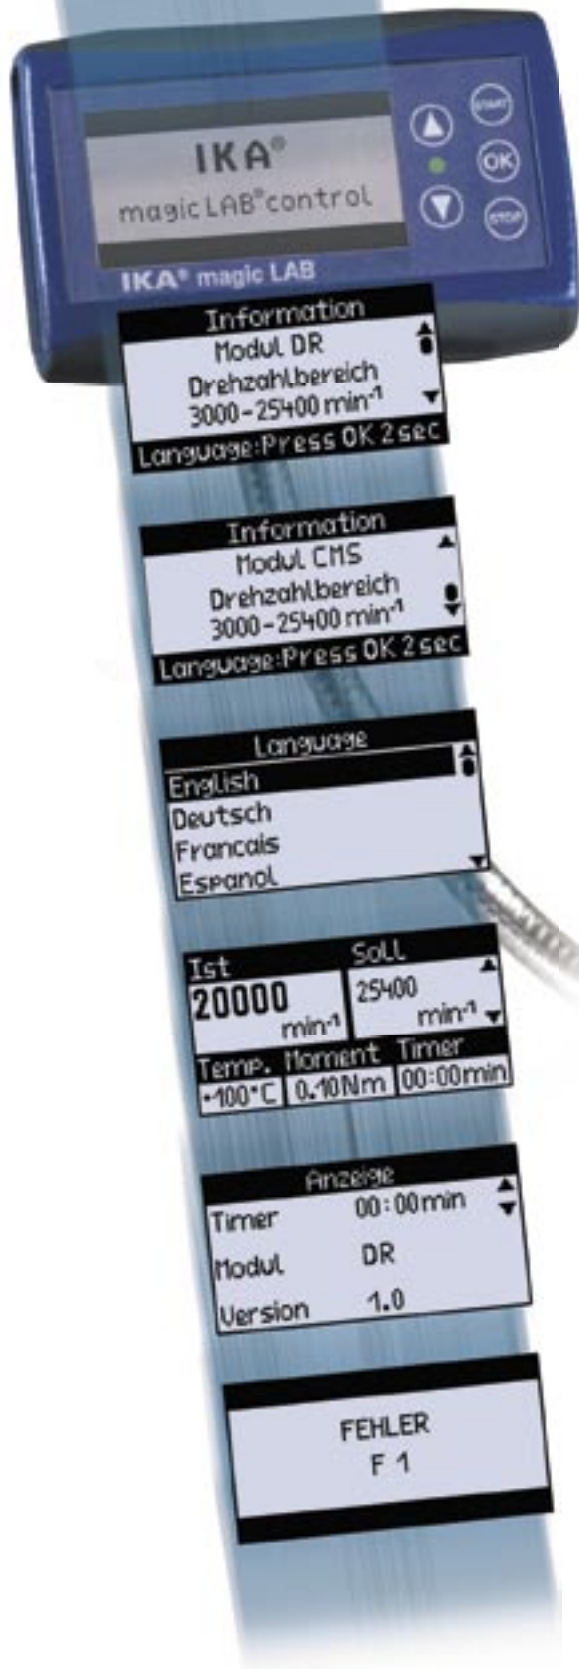 IKA®
magic LAB® control
START
OK
STOP
IKA® magic LAB
Information
Modul DR
Drehzahlbereich
3000-25400 min-1
Language:Press OK 2sec
Information
Modul CMS
Drehzahlbereich
3000-25400 min-1
Language:Press OK 2sec
Language
English
Deutsch
Francais
Espanol
Ist Soll
20000 25400
min-1 min-1
Temp. Moment Timer
+100°C 0.10Nm 00:00min
Anzeige
Timer 00:00min
Modul DR
Version 1.0
FEHLER
F 1